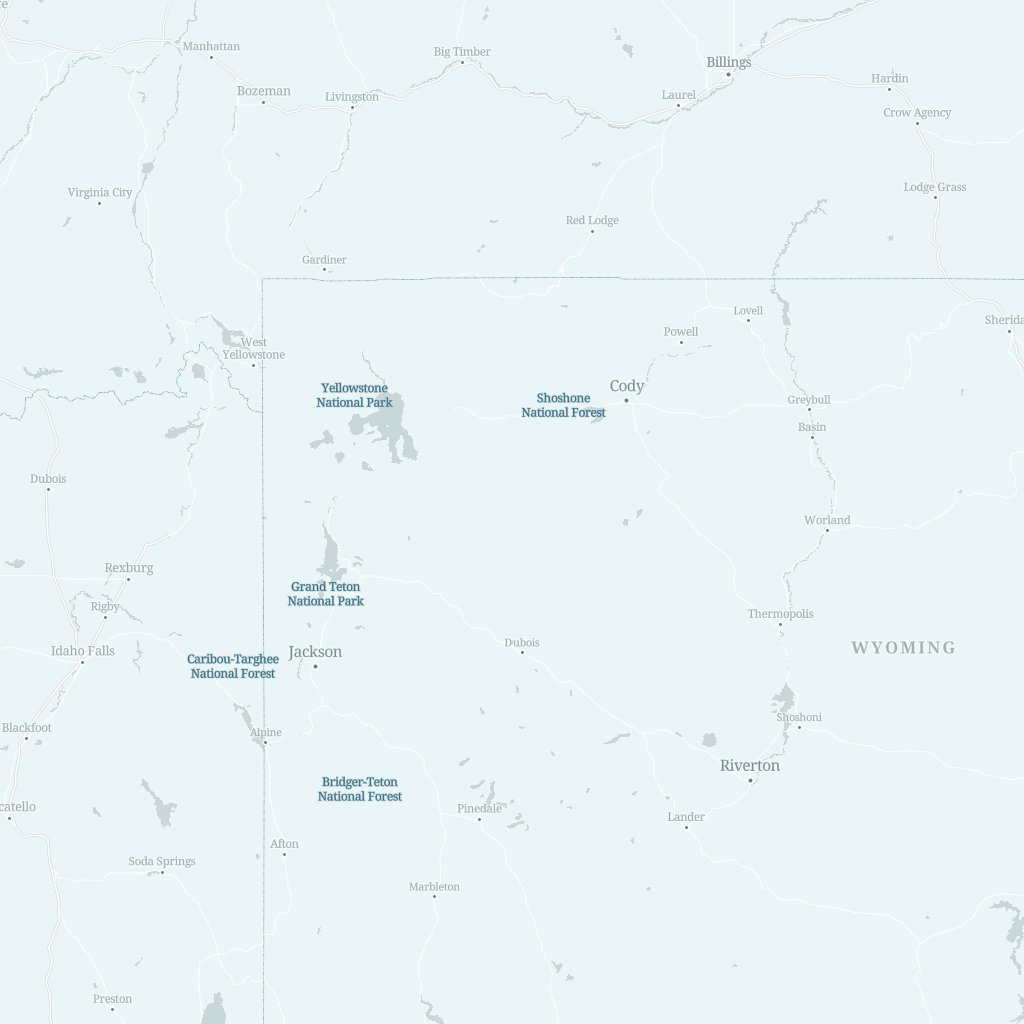 Manhattan
Big Timber
Billings
Hardin
Bozeman
Livingston
Laurel
Crow Agency
Virginia City
Lodge Grass
Red Lodge
Gardiner
Lovell
Sherida
Powell
West
Yellowstone
Yellowstone
National Park
Cody
Shoshone
National Forest
Greybull
Basin
Dubois
Worland
Rexburg
Grand Teton
National Park
Rigby
Thermopolis
Idaho Falls
Caribou-Targhee
National Forest
Jackson
Dubois
WYOMING
Blackfoot
Alpine
Shoshoni
Riverton
Bridger-Teton
National Forest
catello
Pinedale
Lander
Afton
Soda Springs
Marbleton
Preston